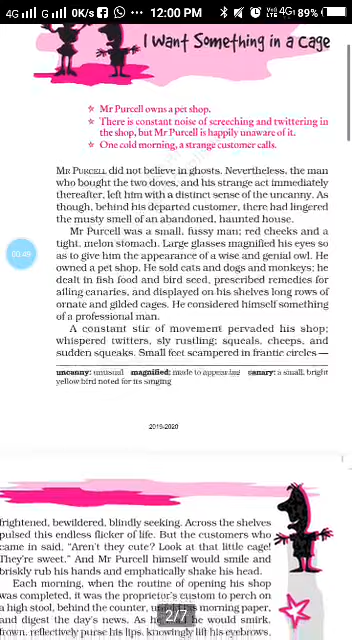 4G G 0K/s 12:00 PM 4G 89%
I Want Something in a Cage
★ Mr Purcell owns a pet shop.
★ There is constant noise of screeching and twittering in
the shop, but Mr Purcell is happily unaware of it.
★ One cold morning, a strange customer calls.
MR PURCELL did not believe in ghosts. Nevertheless, the man
who bought the two doves, and his strange act immediately
thereafter, left him with a distinct sense of the uncanny. As
though, behind his departed customer, there had lingered
the musty smell of an abandoned, haunted house.
Mr Purcell was a small, fussy man; red cheeks and a
tight, melon stomach. Large glasses magnified his eyes so
as to give him the appearance of a wise and genial owl. He
owned a pet shop. He sold cats and dogs and monkeys; he
dealt in fish food and bird seed, prescribed remedies for
ailing canaries, and displayed on his shelves long rows of
ornate and gilded cages. He considered himself something
of a professional man.
A constant stir of movement pervaded his shop;
whispered twitters, sly rustling; squeals, cheeps, and
sudden squeaks. Small feet scampered in frantic circles —
uncanny: unusual magnified: made to appear big canary: a small, bright
yellow bird noted for its singing
2019-2020
frightened, bewildered, blindly seeking. Across the shelves
pulsed this endless flicker of life. But the customers who
came in said, “Aren't they cute? Look at that little cage!
They're sweet.” And Mr Purcell himself would smile and
briskly rub his hands and emphatically shake his head.
Each morning, when the routine of opening his shop
was completed, it was the proprietor's custom to perch on
a high stool, behind the counter, morning paper,
and digest the day's news. As he he would smirk,
frown, reflectively purse his lips, knowingly lift his eyebrows,
00:49
2/7